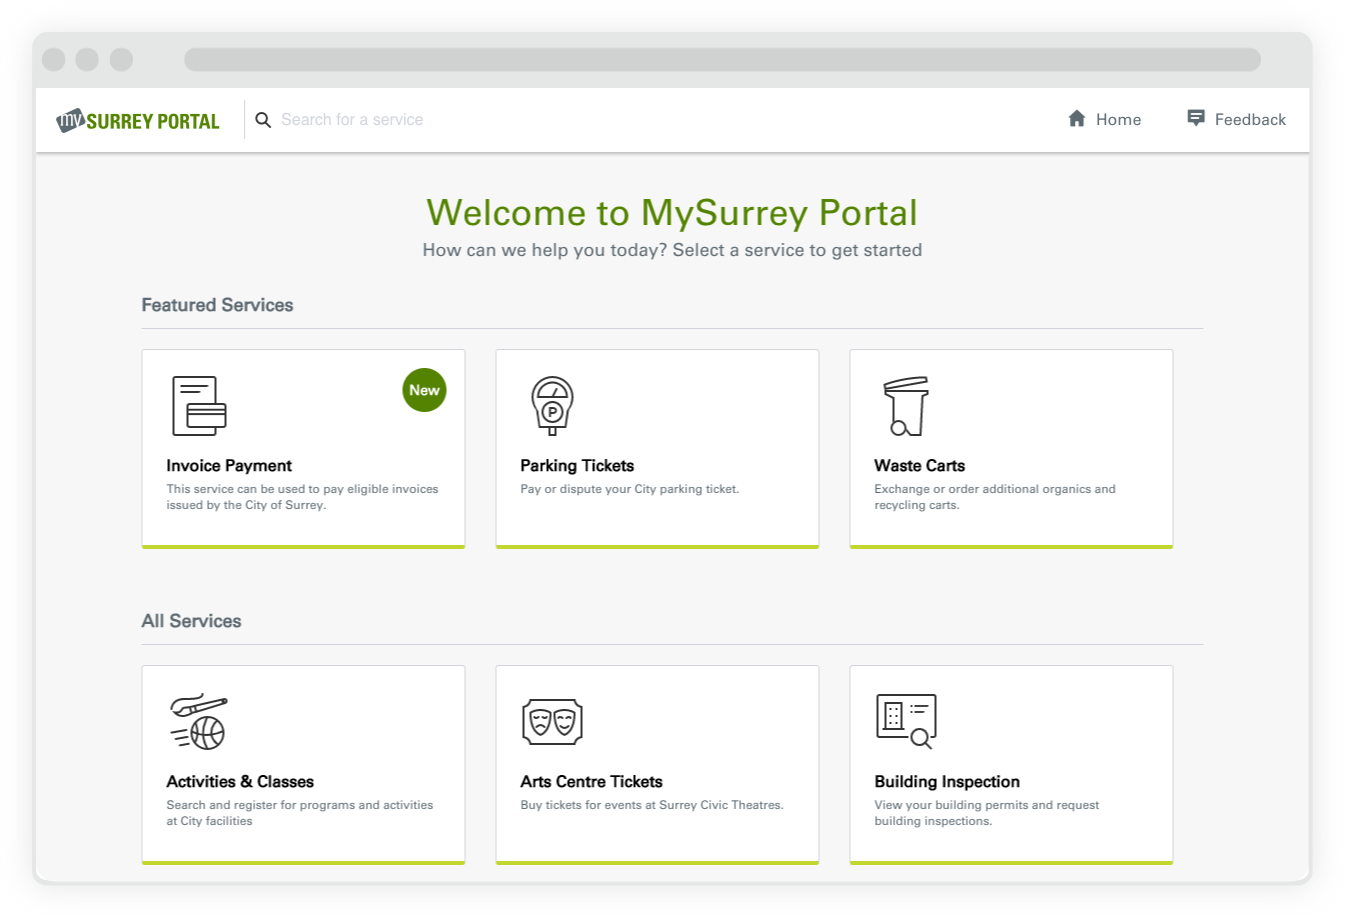 my SURREY PORTAL
Search for a service
Home
Feedback
Welcome to MySurrey Portal
How can we help you today? Select a service to get started
Featured Services
New
Invoice Payment
This service can be used to pay eligible invoices
issued by the City of Surrey.
P
Parking Tickets
Pay or dispute your City parking ticket.
Waste Carts
Exchange or order additional organics and
recycling carts.
All Services
Activities & Classes
Search and register for programs and activities
at City facilities
Arts Centre Tickets
Buy tickets for events at Surrey Civic Theatres.
Building Inspection
View your building permits and request
building inspections.